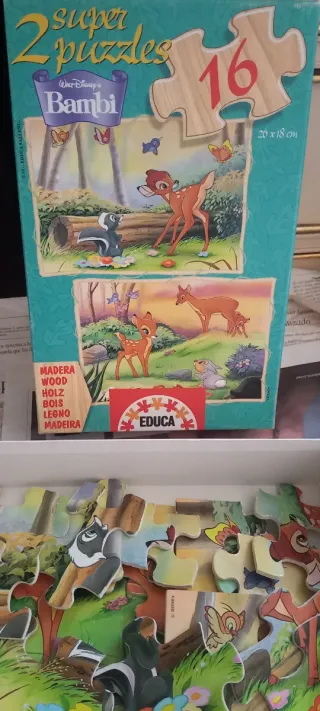 2 super
puzzles
16
Walt Disney's
Bambi
26 x 18 cm
MADERA
WOOD
HOLZ
BOIS
LEGNO
MADEIRA
EDUCA